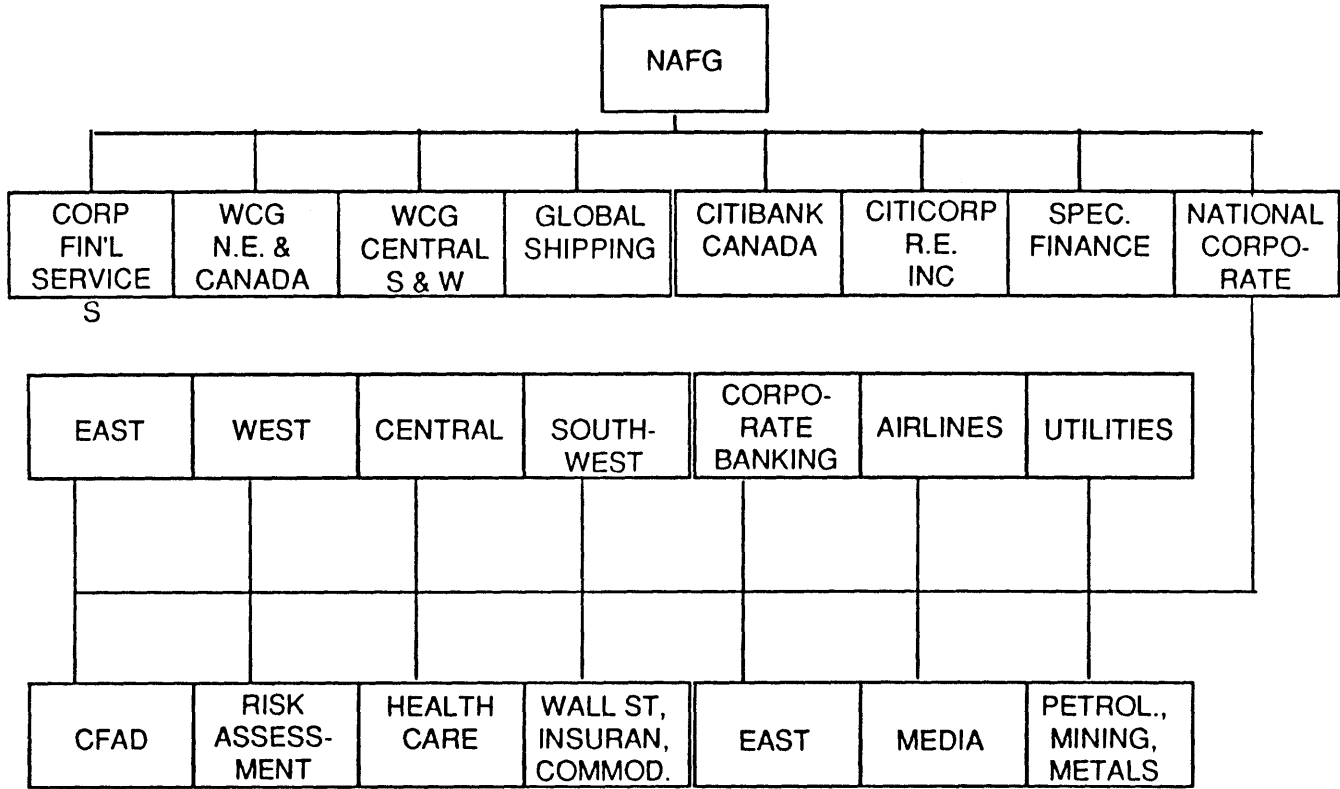 NAFG
CORP
FIN'L
SERVICE
S
WCG
N.E. &
CANADA
WCG
CENTRAL
S & W
GLOBAL
SHIPPING
CITIBANK
CANADA
CITICORP
R.E.
INC
SPEC.
FINANCE
NATIONAL
CORPO-
RATE
EAST
WEST
CENTRAL
SOUTH-
WEST
CORPO-
RATE
BANKING
AIRLINES
UTILITIES
CFAD
RISK
ASSESS-
MENT
HEALTH
CARE
WALL ST,
INSURAN,
COMMOD.
EAST
MEDIA
PETROL.,
MINING,
METALS